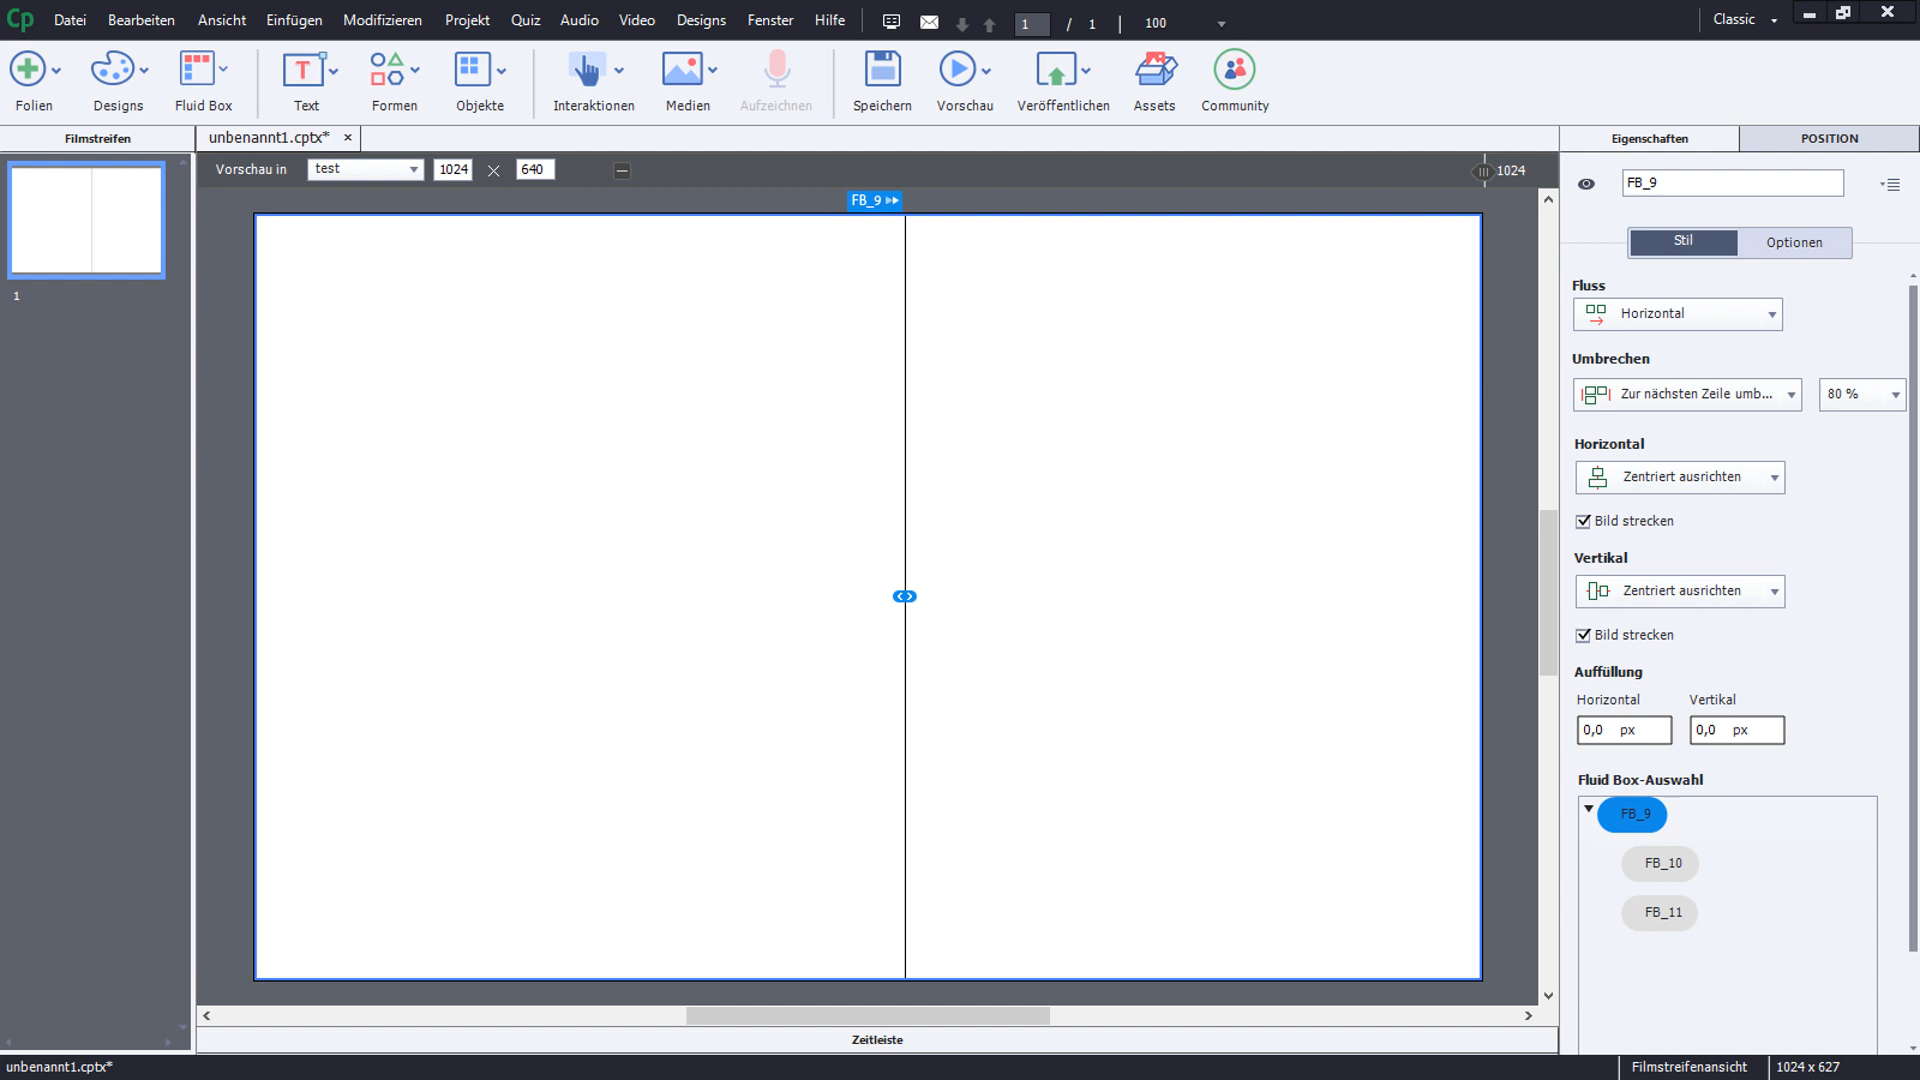 Cp Datei Bearbeiten Ansicht Einfügen Modifizieren Projekt Quiz Audio Video Designs Fenster Hilfe 1 / 1 | 100 Classic
Folien Designs Fluid Box Text Formen Objekte Interaktionen Medien Aufzeichnen Speichern Vorschau Veröffentlichen Assets Community
Filmstreifen unbenannt1.cptx* × Eigenschaften POSITION
Vorschau in test 1024 640 1024
FB_9
FB_9
1
Stil Optionen
Fluss
Horizontal
Umbrechen
Zur nächsten Zeile umb... 80 %
Horizontal
Zentriert ausrichten
Bild strecken
Vertikal
Zentriert ausrichten
Bild strecken
Auffüllung
Horizontal Vertikal
0,0 px 0,0 px
Fluid Box-Auswahl
FB_9
FB_10
FB_11
Zeitleiste
unbenannt1.cptx* Filmstreifenansicht 1024 x 627